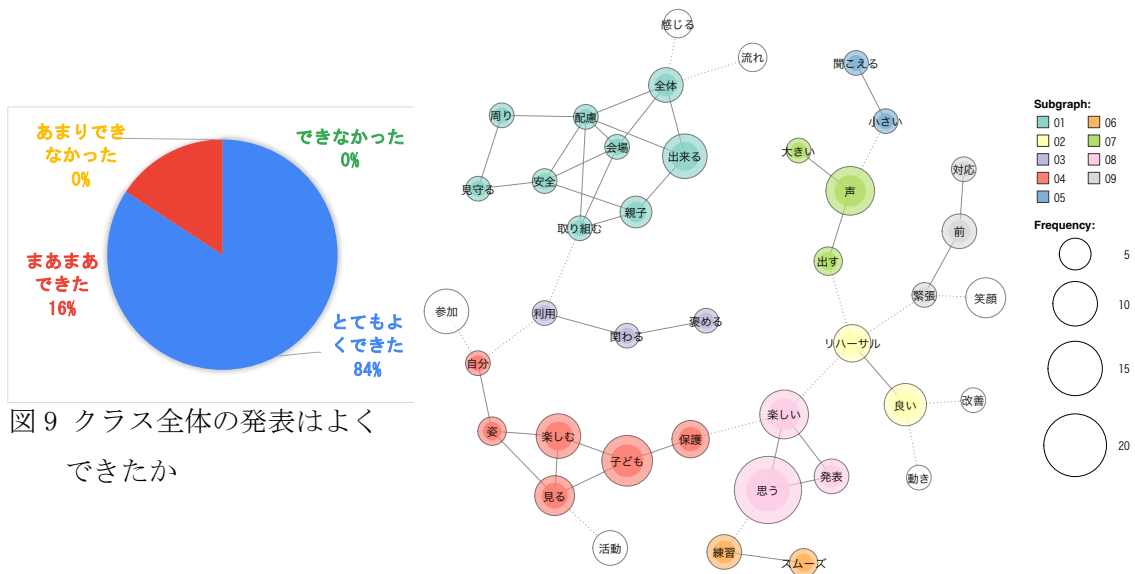 あまりでき
なかった
0%
できなかった
0%
まあまあ
できた
16%
とてもよ
くできた
84%
図9 クラス全体の発表はよく
できたか
感じる
流れ
全体
周り
配慮
会場
出来る
安全
見守る
親子
取り組む
聞こえる
小さい
大きい
声
出す
対応
前
緊張
笑顔
リハーサル
参加
利用
関わる
褒める
自分
姿
楽しむ
子ども
保護
見る
活動
楽しい
思う
発表
良い
改善
動き
練習
スムーズ
Subgraph:
01
02
03
04
05
06
07
08
09
Frequency:
5
10
15
20